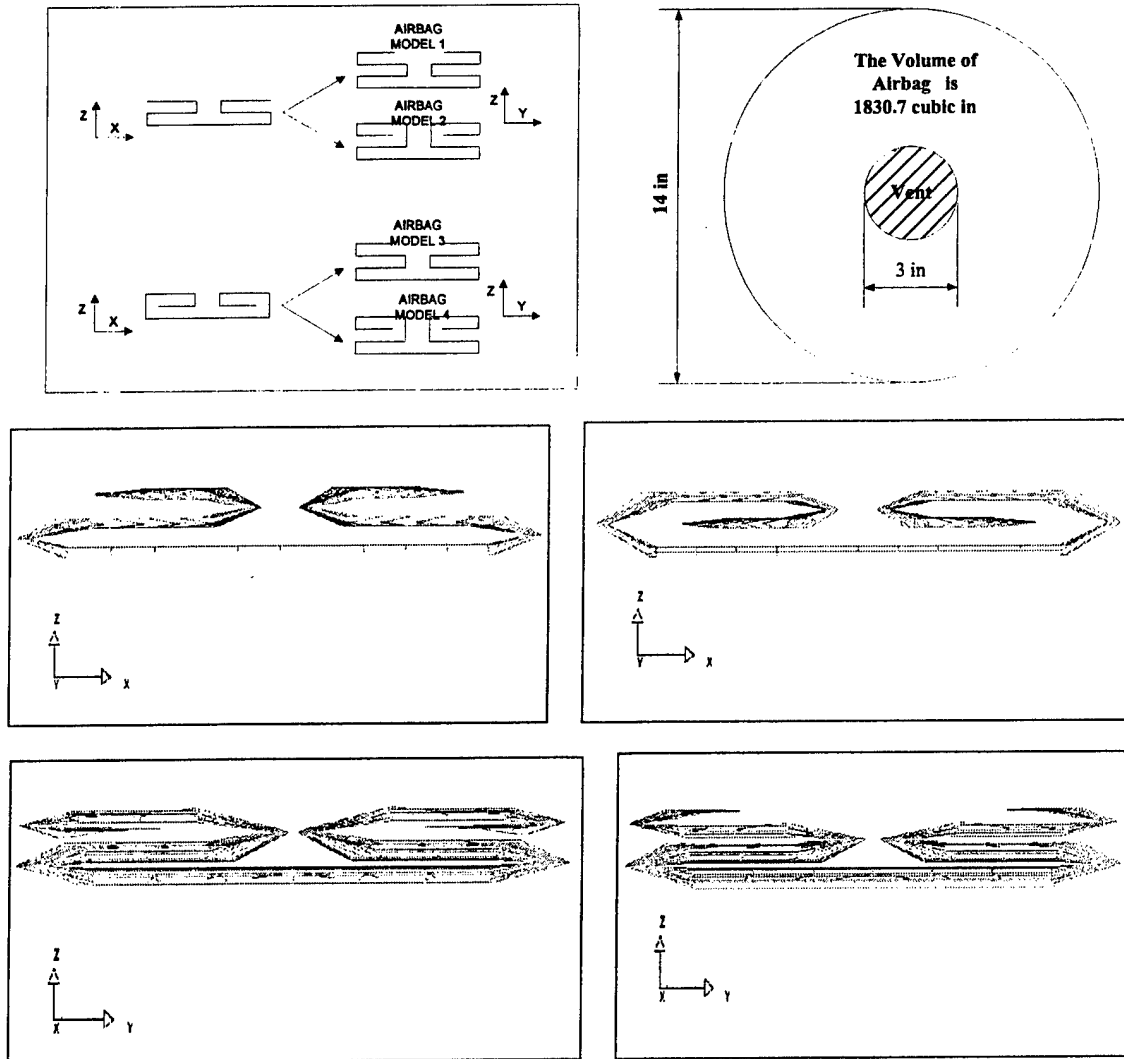 AIRBAG
MODEL 1
Z
X
AIRBAG
MODEL 2
Z
Y
AIRBAG
MODEL 3
Z
X
AIRBAG
MODEL 4
Z
Y
The Volume of
Airbag is
1830.7 cubic in
14 in
Vent
3 in
Z
Y
X
Z
Y
X
Z
X
Y
Z
X
Y